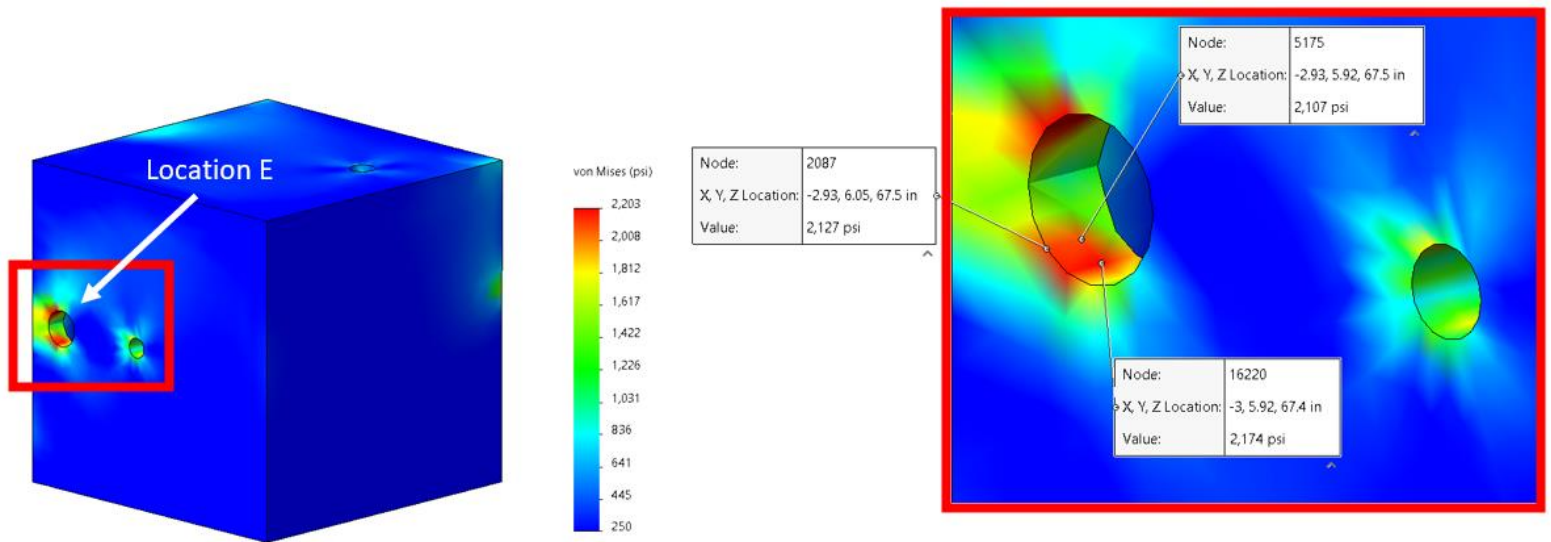 Location E
von Mises (psi)
2,203
2,008
1,812
1,617
1,422
1,226
1,031
836
641
445
250
Node: 2087
X, Y, Z Location: -2.93, 6.05, 67.5 in
Value: 2,127 psi
Node: 5175
X, Y, Z Location: -2.93, 5.92, 67.5 in
Value: 2,107 psi
Node: 16220
X, Y, Z Location: -3, 5.92, 67.4 in
Value: 2,174 psi